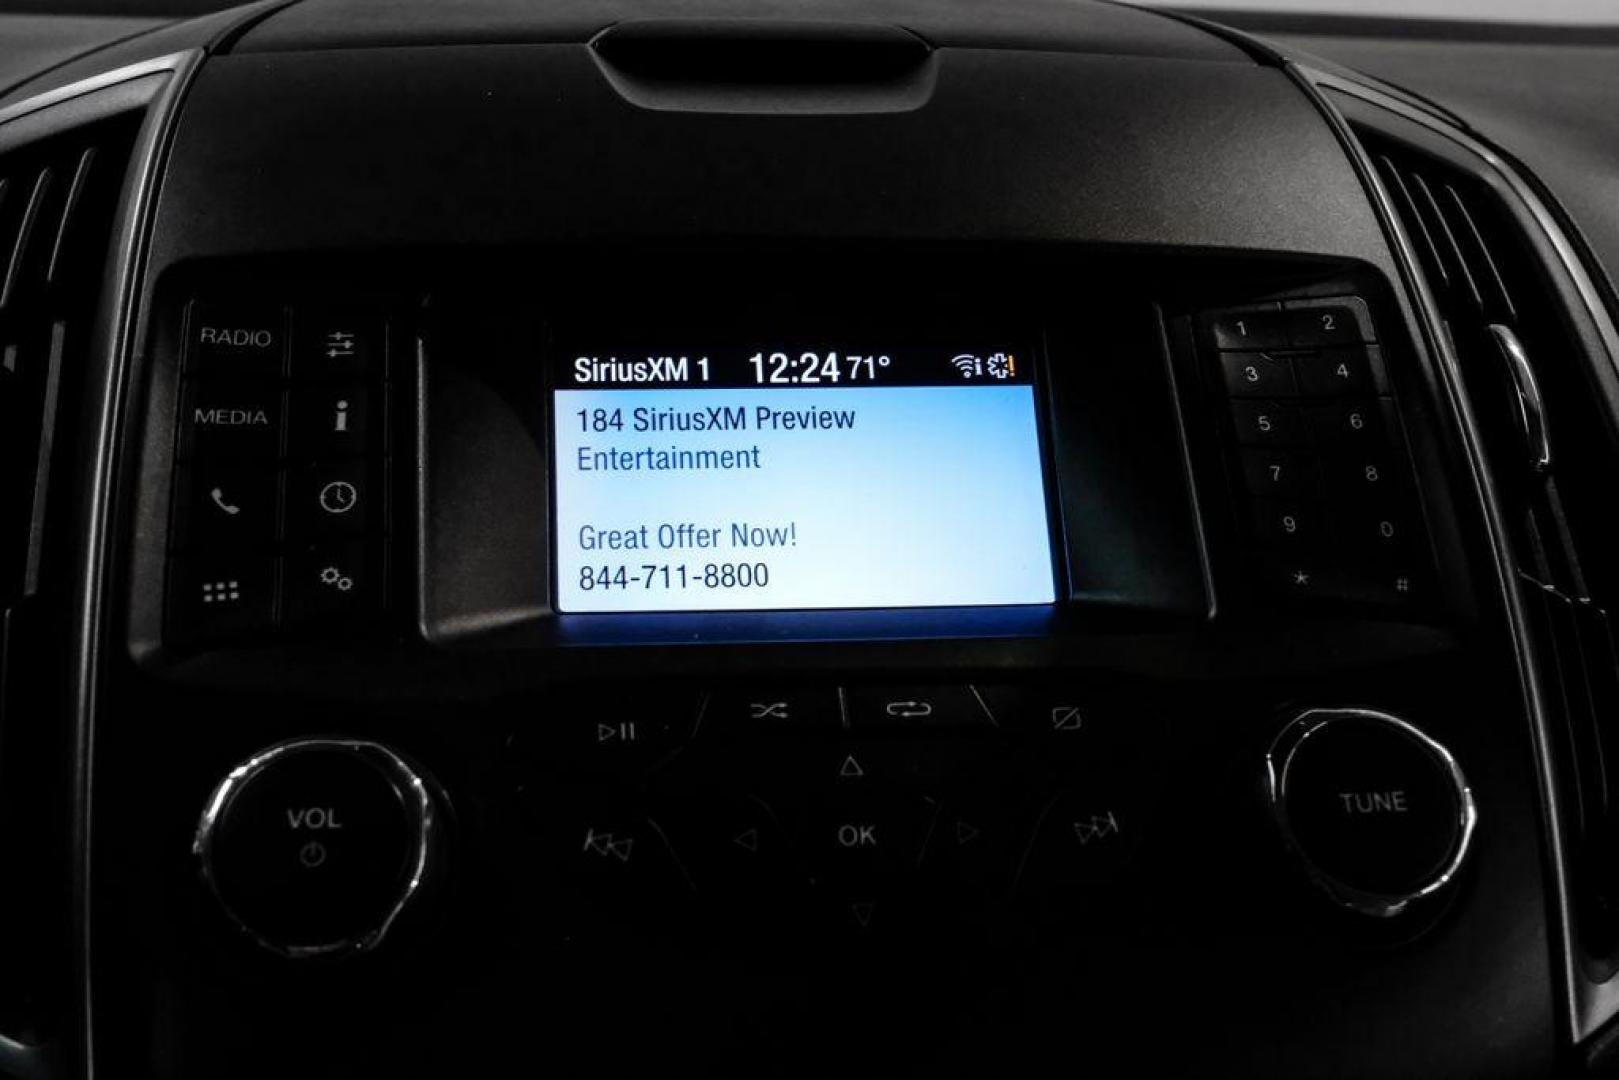 SiriusXM 1 12:24 71°
184 SiriusXM Preview
Entertainment
Great Offer Now!
844-711-8800
RADIO
MEDIA
1 2
3 4
5 6
7 8
9 0
* #
VOL
OK
TUNE